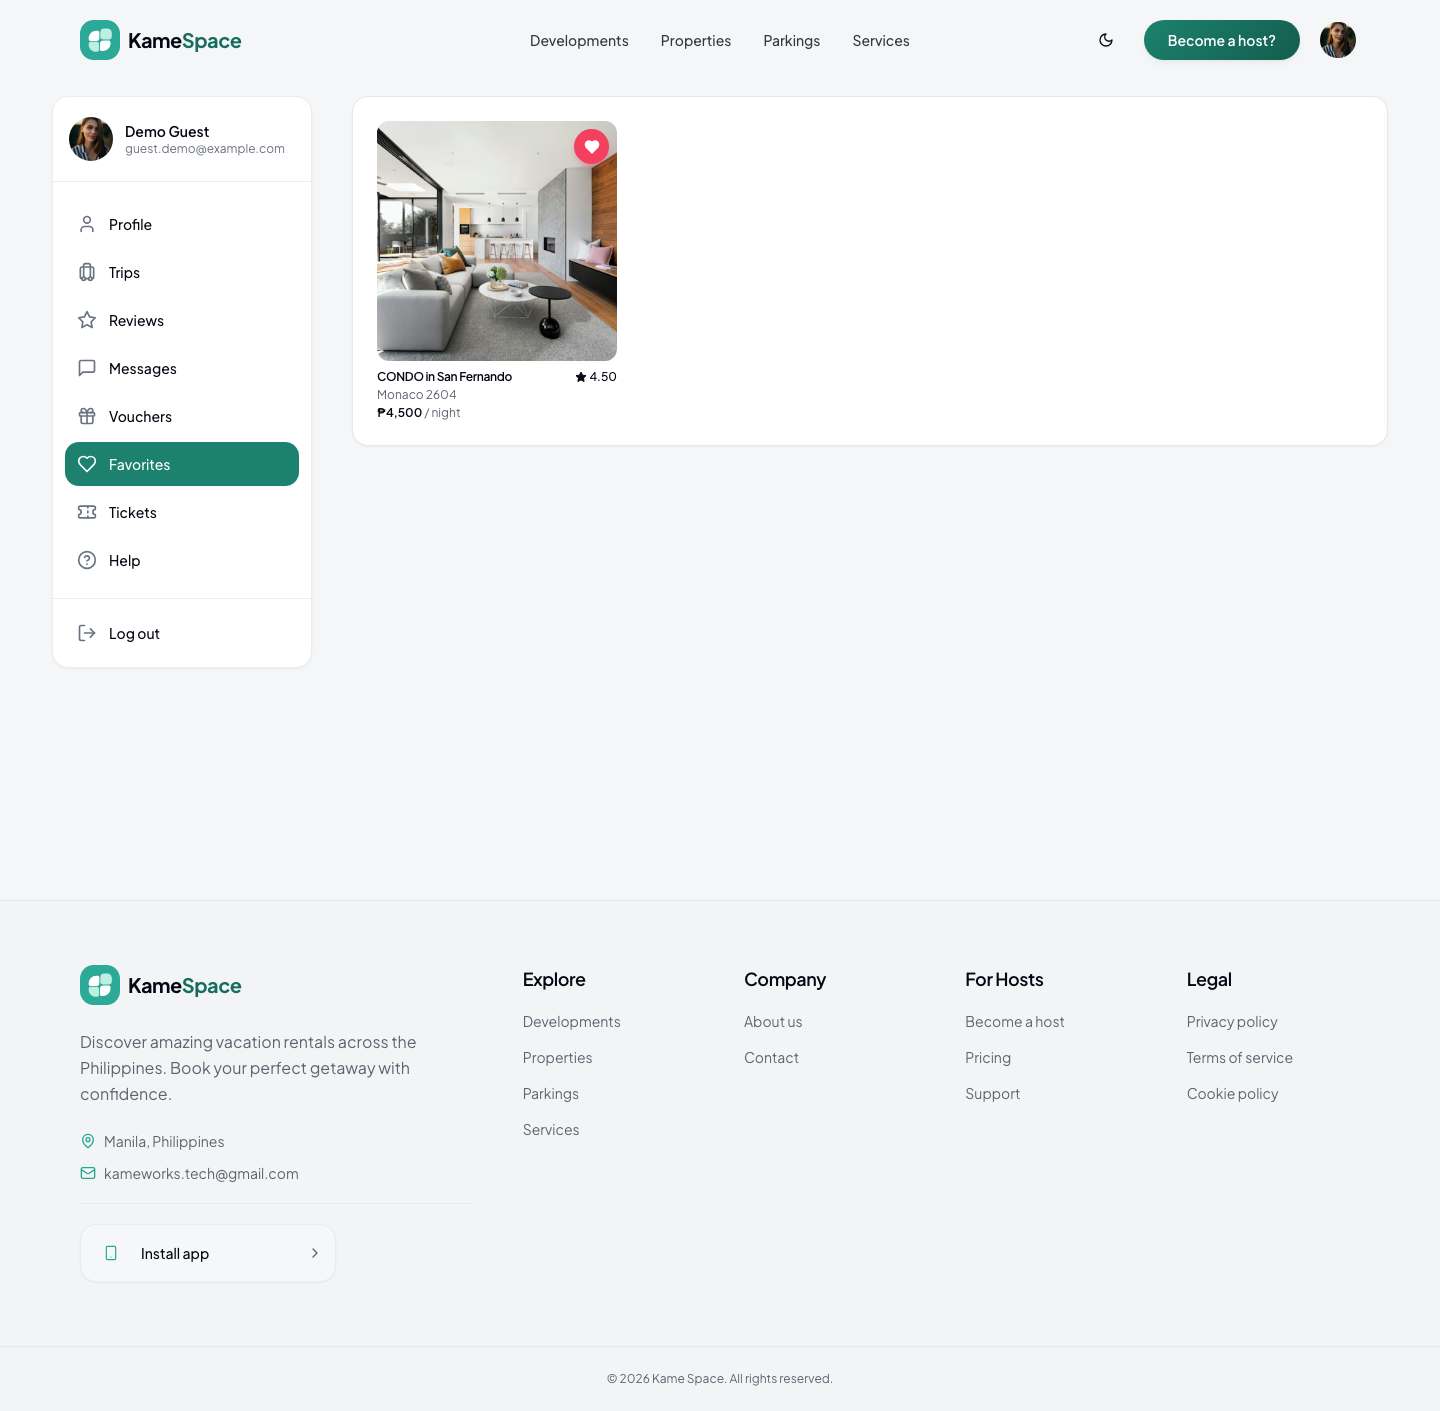 KameSpace
Developments
Properties
Parkings
Services
Become a host?
Demo Guest
guest.demo@example.com
Profile
Trips
Reviews
Messages
Vouchers
Favorites
Tickets
Help
Log out
CONDO in San Fernando
4.50
Monaco 2604
₱4,500 / night
KameSpace
Discover amazing vacation rentals across the
Philippines. Book your perfect getaway with
confidence.
Manila, Philippines
kameworks.tech@gmail.com
Install app
Explore
Developments
Properties
Parkings
Services
Company
About us
Contact
For Hosts
Become a host
Pricing
Support
Legal
Privacy policy
Terms of service
Cookie policy
© 2026 Kame Space. All rights reserved.